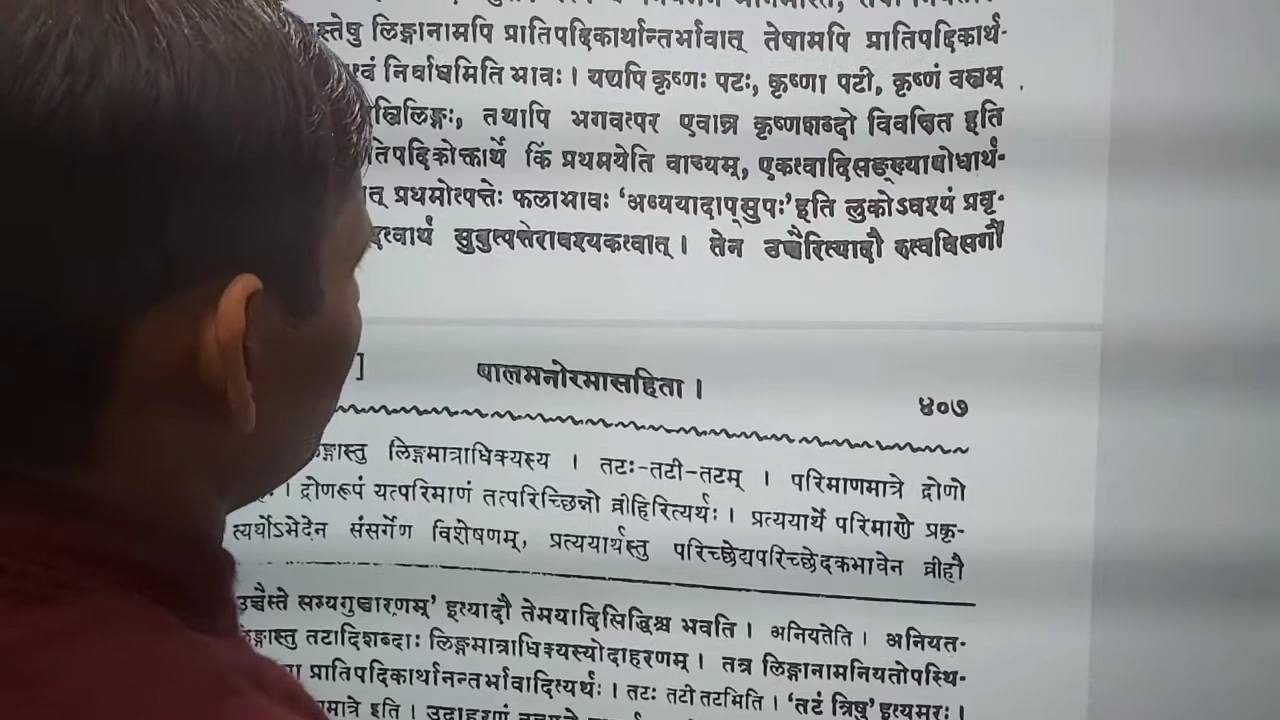 स्तेषु लिङ्गानामपि प्रातिपदिकार्थान्तर्भावात् तेषामपि प्रातिपदिकार्थ-
वं निर्वाधमिति भावः । यद्यपि कृष्णः पटः, कृष्णा पटी, कृष्णं वस्त्रम्
तथापि भगवत्पर एवात्र कृष्णशब्दो विवक्षित इति
तिपदिकोक्तार्थे किं प्रथमयेति वाच्यम्, एकत्वादिसङ्ख्याबोधार्थ-
त् प्रथमोत्पत्तेः फलाभावः ‘अव्ययादाप्सुपः’ इति लुकोऽवश्यं प्रवृ-
सुबुत्पत्तेरावश्यकत्वात् । तेन उच्चैरित्यादौ रुत्वविसर्गौ
]
बालमनोरमासहिता ।
४०७
ङ्गास्तु लिङ्गमात्राधिक्यस्य । तटः-तटी-तटम् । परिमाणमात्रे द्रोणो
। द्रोणरूपं यत्परिमाणं तत्परिच्छिन्नो व्रीहिरित्यर्थः । प्रत्ययार्थे परिमाणे प्रकृ-
त्यर्थोऽभेदेन संसर्गेण विशेषणम्, प्रत्ययार्थस्तु परिच्छेद्यपरिच्छेदकभावेन व्रीहौ
उच्चैस्ते सम्यगुच्चारणम्’ इत्यादौ तेमयादिसिद्धिश्च भवति । अनियतेति । अनियत-
लिङ्गास्तु तटादिशब्दाः लिङ्गमात्राधिक्यस्योदाहरणम् । तत्र लिङ्गानामनियतोपस्थि-
प्रातिपदिकार्थानन्तर्भावादित्यर्थः । तटः तटी तटमिति । ‘तटं त्रिषु’ इत्यमरः ।
मात्रे इति ।